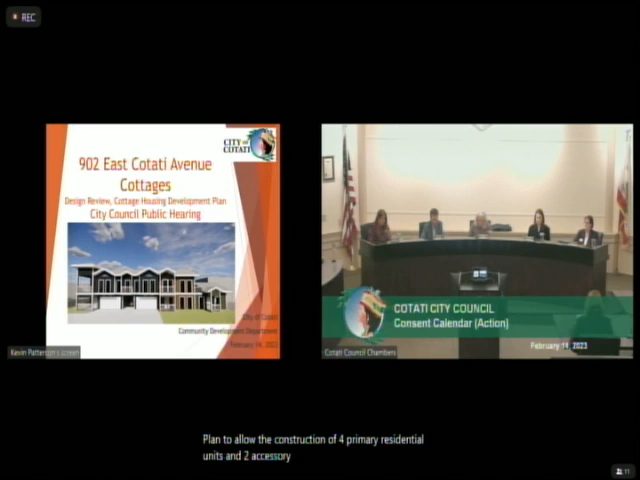 REC
CITY OF
COTATI
902 East Cotati Avenue
Cottages
Design Review, Cottage Housing Development Plan
City Council Public Hearing
City of Cotati
Community Development Department
February 14, 2023
Kevin Patterson's screen
COTATI CITY COUNCIL
Consent Calendar (Action)
February 14, 2023
Cotati Council Chambers
Plan to allow the construction of 4 primary residential
units and 2 accessory
11